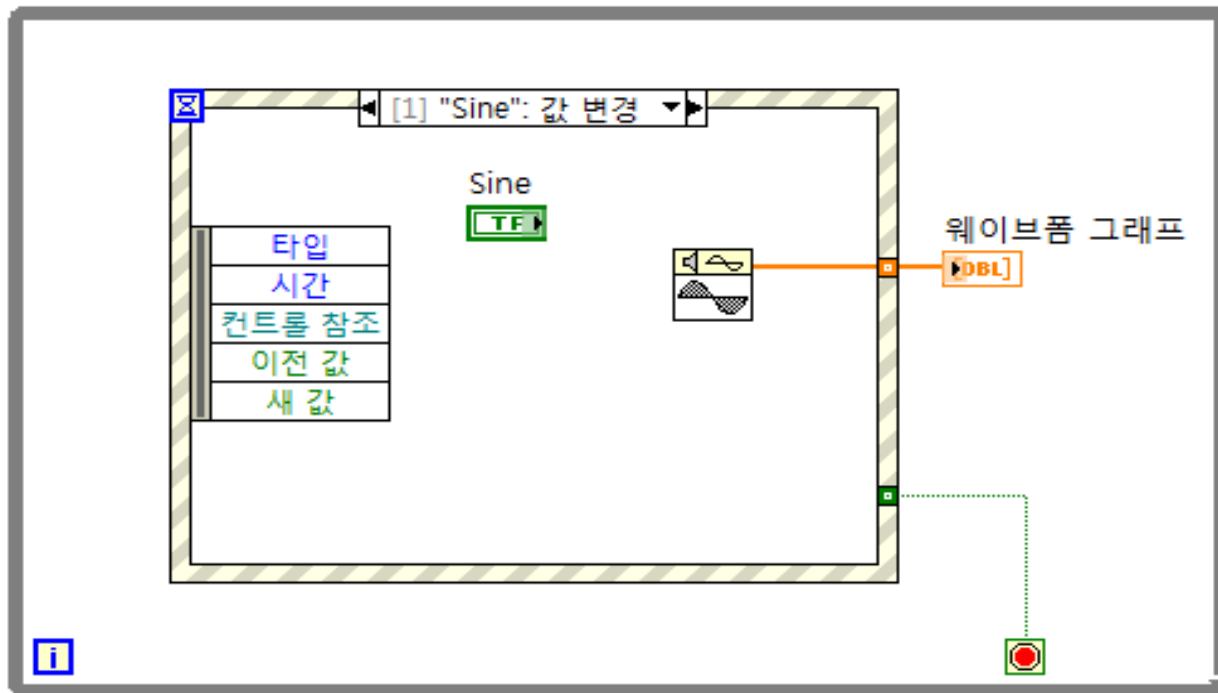 [1] "Sine": 값 변경
Sine
TF
타입
시간
컨트롤 참조
이전 값
새 값
웨이브폼 그래프
DBL]
i